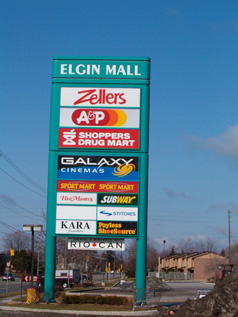 ELGIN MALL
Zellers
A&P
SHOPPERS
DRUG MART
GALAXY
CINEMAS
SPORT MART SPORT MART
SUBWAY
STITCHES
KARA
Payless
ShoeSource
RIO CAN